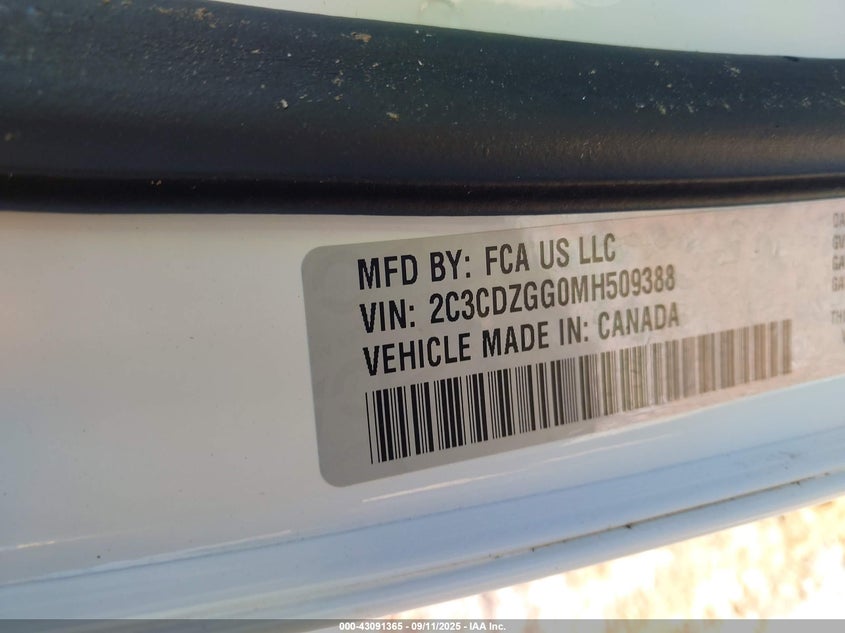 MFD BY: FCA US LLC
VIN: 2C3CDZGG0MH509388
VEHICLE MADE IN: CANADA
000-43091365 - 09/11/2025 - IAA Inc.